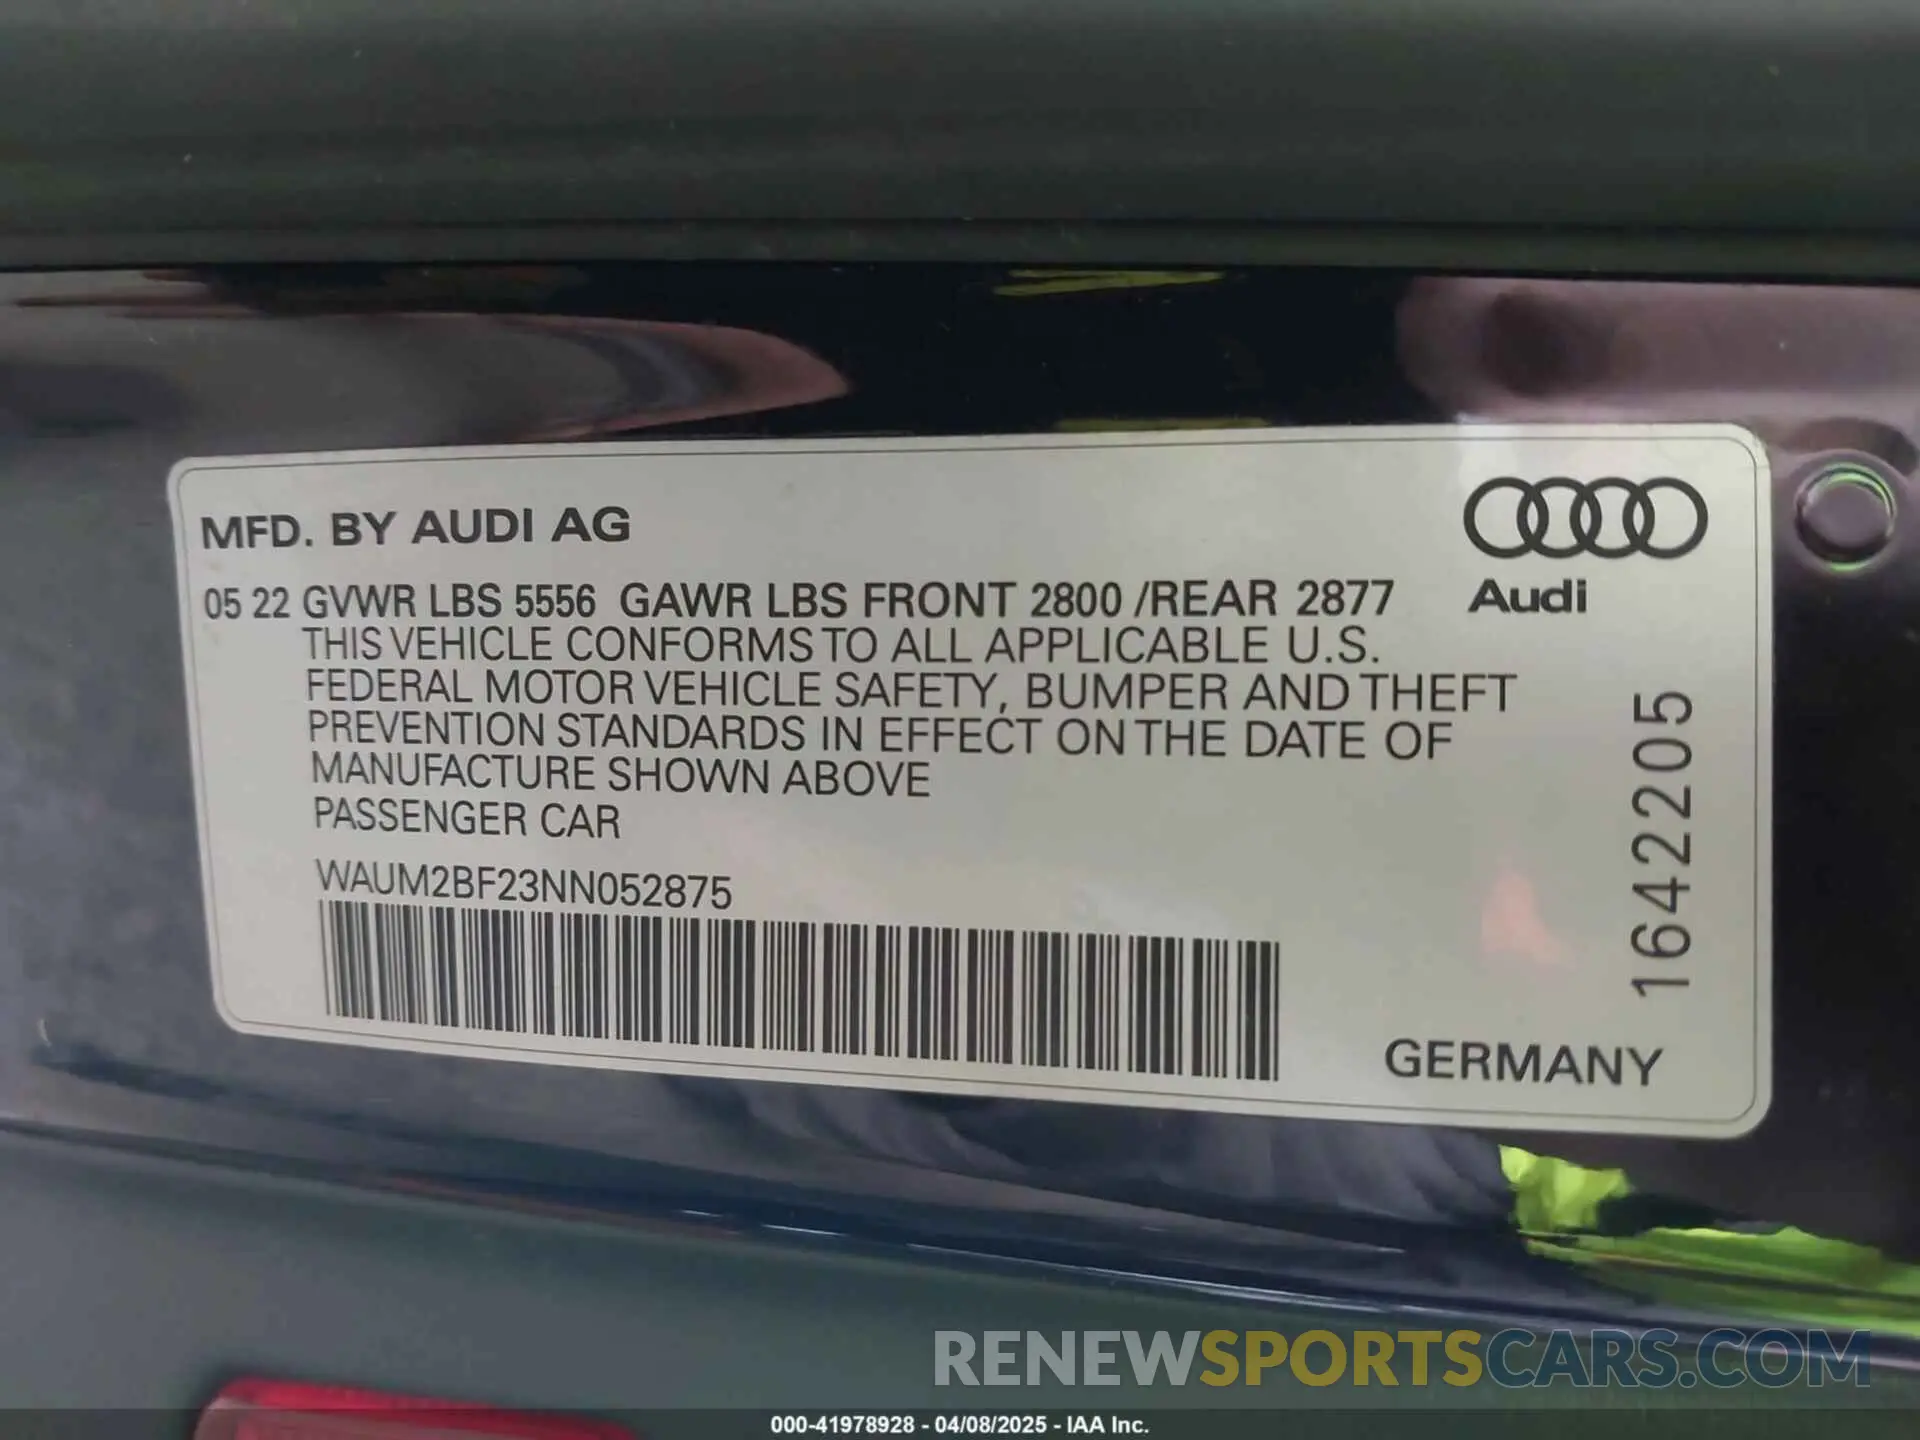 MFD. BY AUDI AG
Audi
05 22 GVWR LBS 5556 GAWR LBS FRONT 2800 /REAR 2877
THIS VEHICLE CONFORMS TO ALL APPLICABLE U.S.
FEDERAL MOTOR VEHICLE SAFETY, BUMPER AND THEFT
PREVENTION STANDARDS IN EFFECT ON THE DATE OF
MANUFACTURE SHOWN ABOVE
PASSENGER CAR
WAUM2BF23NN052875
1642205
GERMANY
RENEWSPORTSCARS.COM
000-41978928 - 04/08/2025 - IAA Inc.